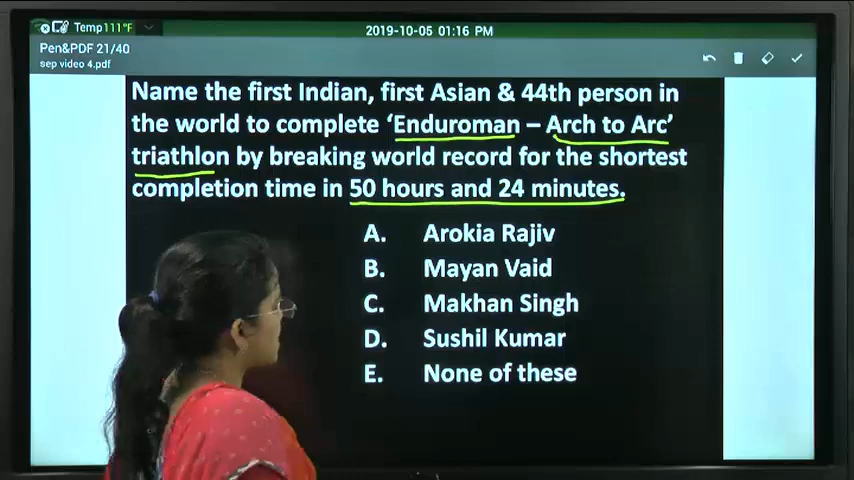 Temp 111°F
2019-10-05 01:16 PM
Pen&PDF 21/40
sep video 4.pdf
Name the first Indian, first Asian & 44th person in
the world to complete ‘Enduroman – Arch to Arc’
triathlon by breaking world record for the shortest
completion time in 50 hours and 24 minutes.
A. Arokia Rajiv
B. Mayan Vaid
C. Makhan Singh
D. Sushil Kumar
E. None of these